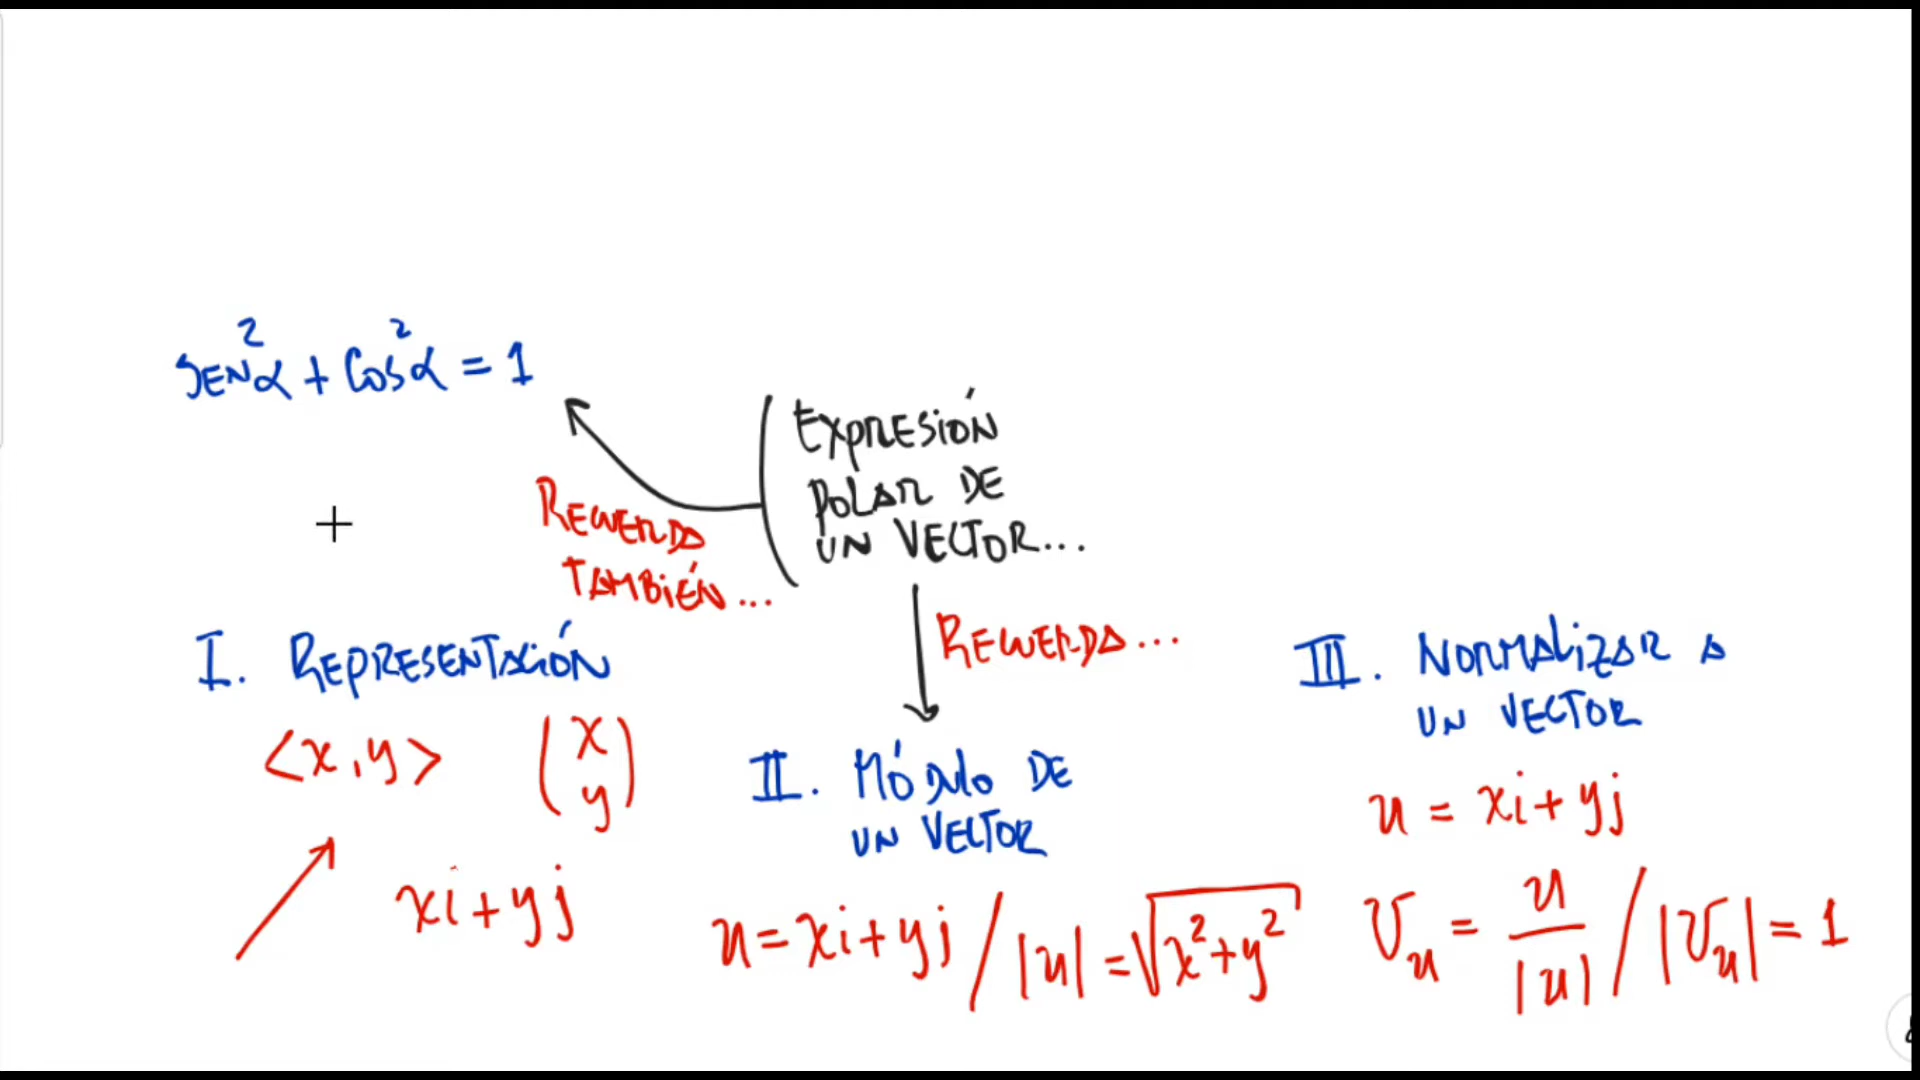 SEN²α + Cos²α = 1
EXPRESIÓN
POLAR DE
UN VECTOR...
RECUERDA
TAMBIÉN...
RECUERDA...
I. REPRESENTACIÓN
<x,y> (x y)
xi+yj
II. MÓDULO DE
UN VECTOR
u=xi+yj / |u|=√x²+y²
III. NORMALIZAR A
UN VECTOR
u = xi+yj
Vu = u/|u| / |Vu| = 1